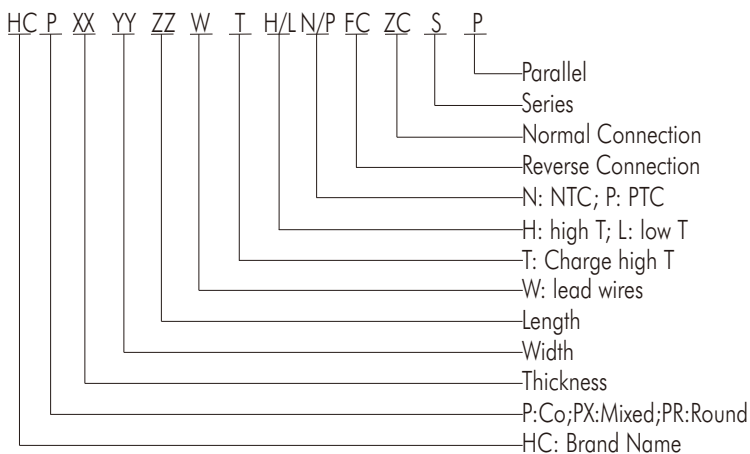 HC P XX YY ZZ W T H/L N/P FC ZC S P
Parallel
Series
Normal Connection
Reverse Connection
N: NTC; P: PTC
H: high T; L: low T
T: Charge high T
W: lead wires
Length
Width
Thickness
P:Co;PX:Mixed;PR:Round
HC: Brand Name